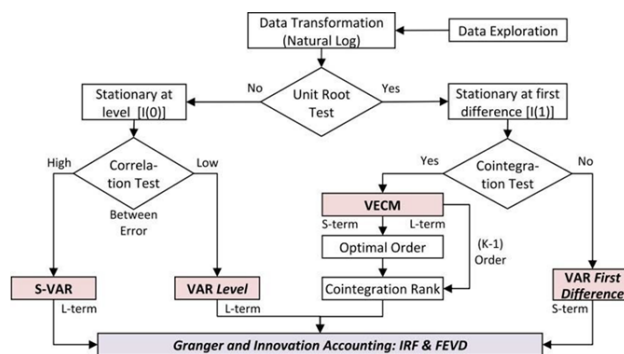 Data Transformation
(Natural Log)
Data Exploration
No
Unit Root
Test
Yes
Stationary at
level [I(0)]
Stationary at first
difference [I(1)]
High
Correla-
tion Test
Low
Between
Error
Yes
Cointegra-
tion Test
No
VECM
S-term
L-term
Optimal Order
(K-1)
Order
Cointegration Rank
S-VAR
L-term
VAR Level
L-term
VAR First
Difference
S-term
Granger and Innovation Accounting: IRF & FEVD